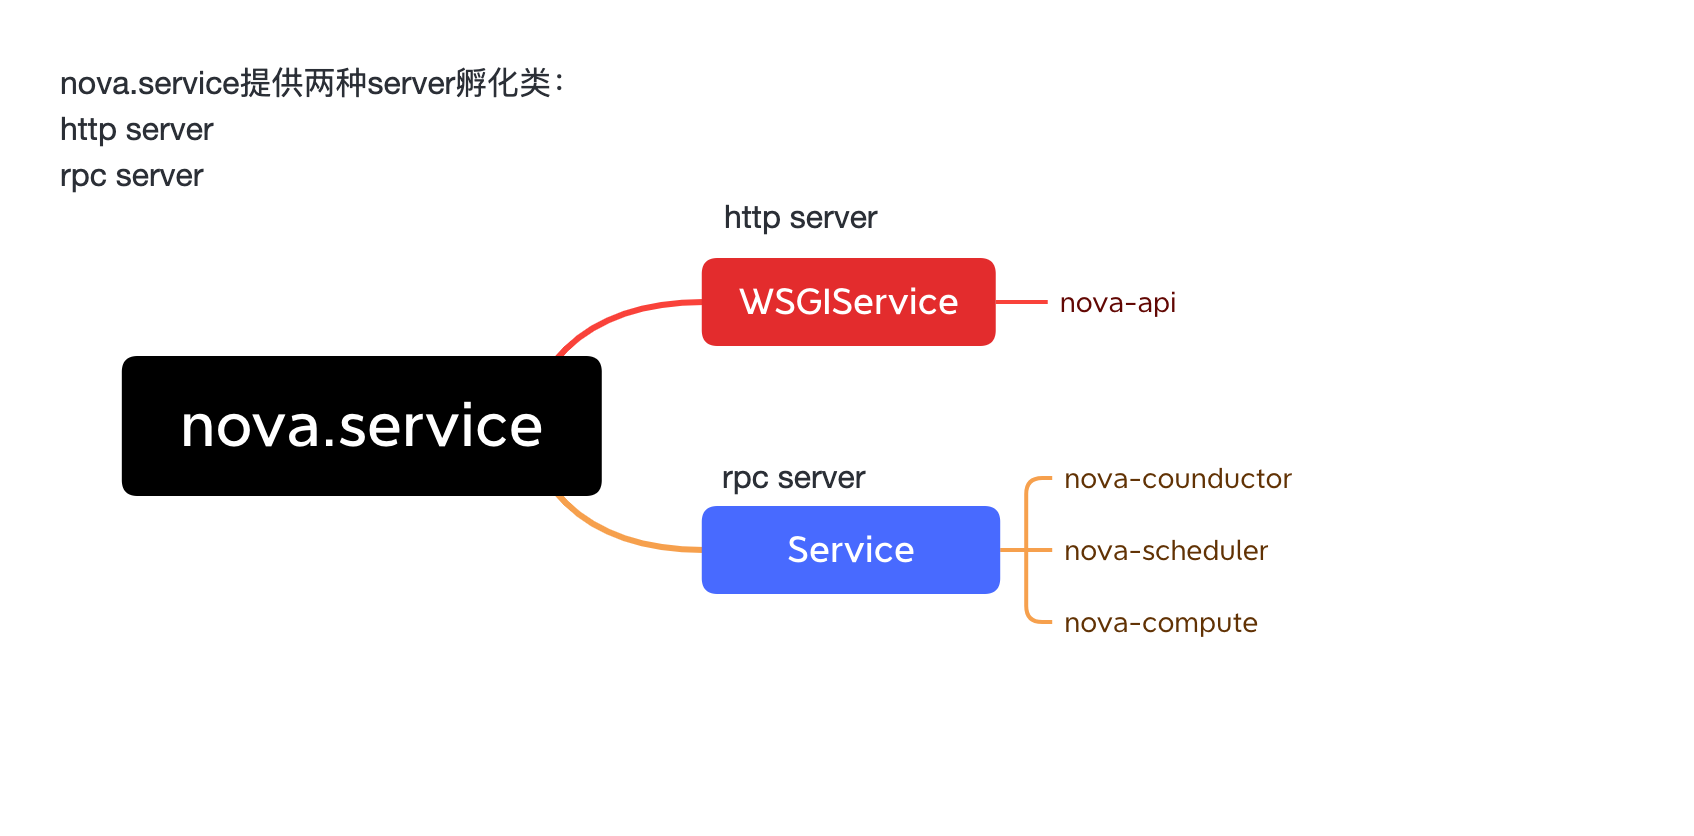 nova.service提供两种server孵化类：
http server
rpc server
http server
WSGIService
nova-api
nova.service
rpc server
Service
nova-counductor
nova-scheduler
nova-compute